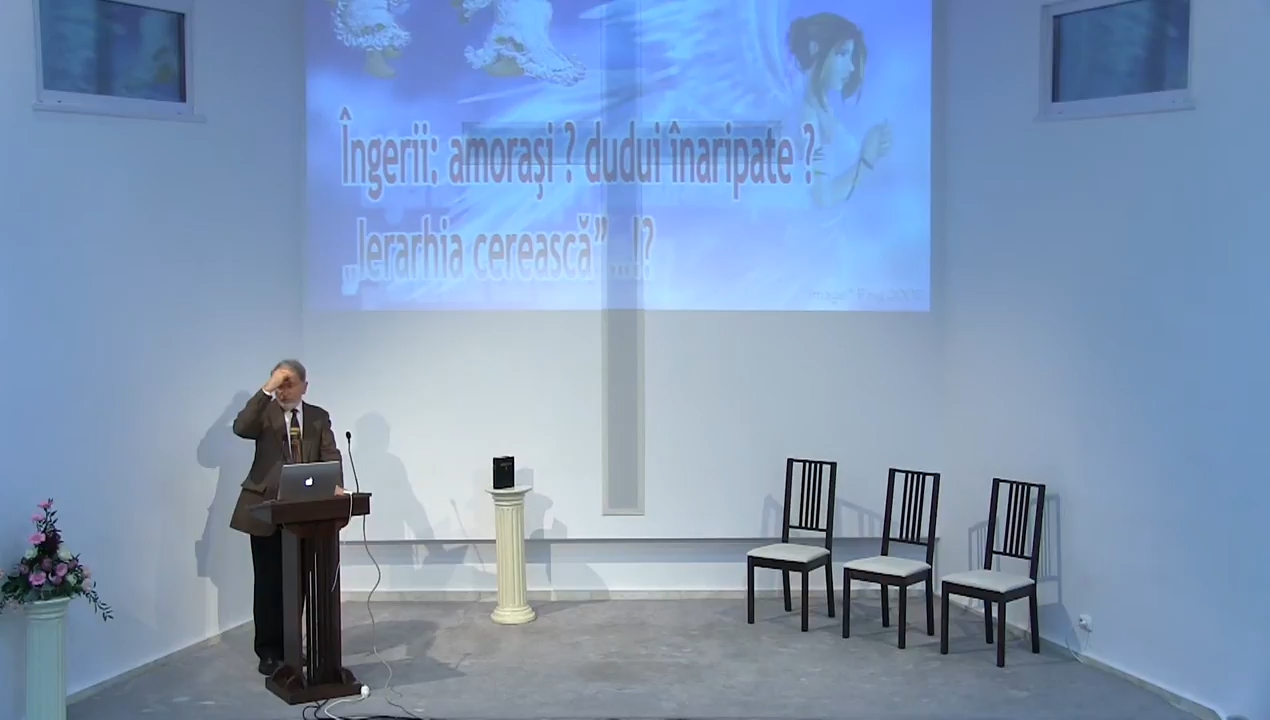 Îngerii: amorași ? dudui înaripate ?
„Ierarhia cerească” ...!?